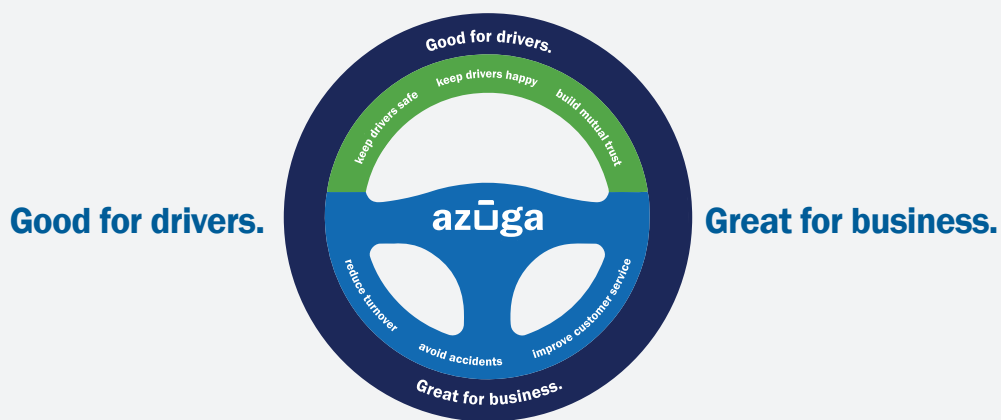 Good for drivers.
keep drivers safe
keep drivers happy
build mutual trust
Good for drivers.
azūga
Great for business.
reduce turnover
avoid accidents
improve customer service
Great for business.